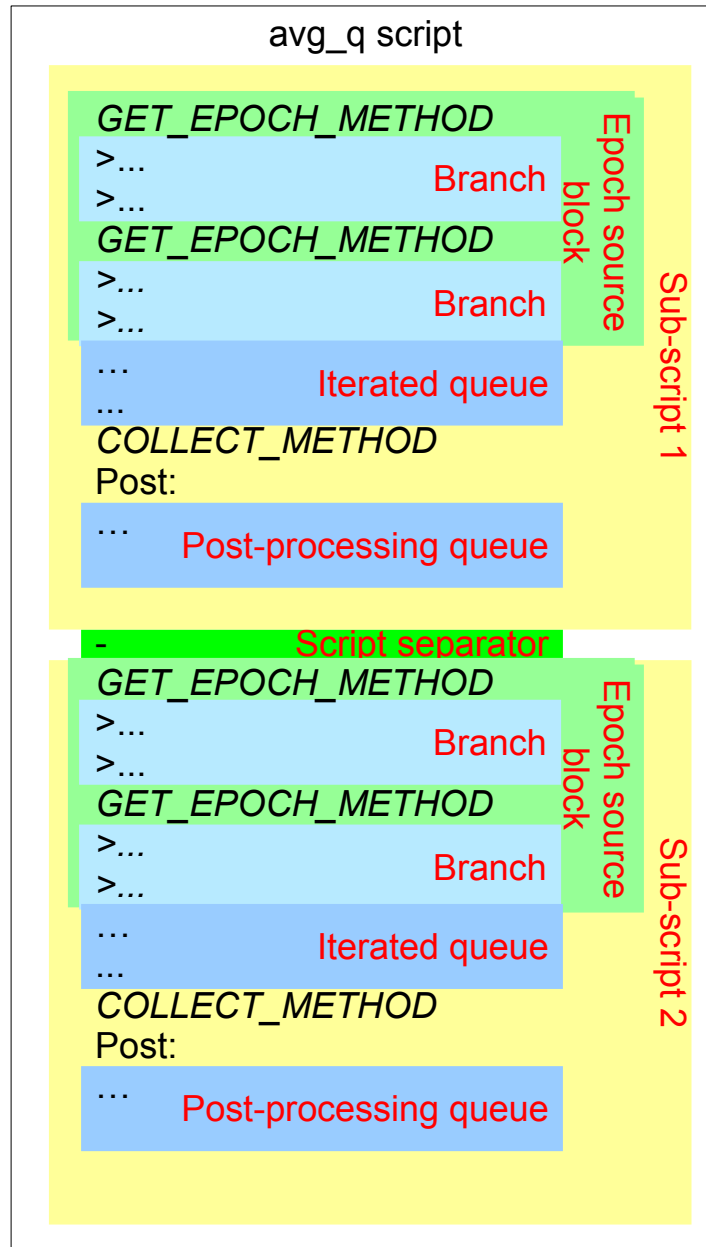 avg_q script
GET_EPOCH_METHOD
>...
>...
Branch
GET_EPOCH_METHOD
>...
>...
Branch
Epoch source
block
…
...
Iterated queue
COLLECT_METHOD
Post:
…
Post-processing queue
Sub-script 1
-
Script separator
GET_EPOCH_METHOD
>...
>...
Branch
GET_EPOCH_METHOD
>...
>...
Branch
Epoch source
block
…
...
Iterated queue
COLLECT_METHOD
Post:
…
Post-processing queue
Sub-script 2